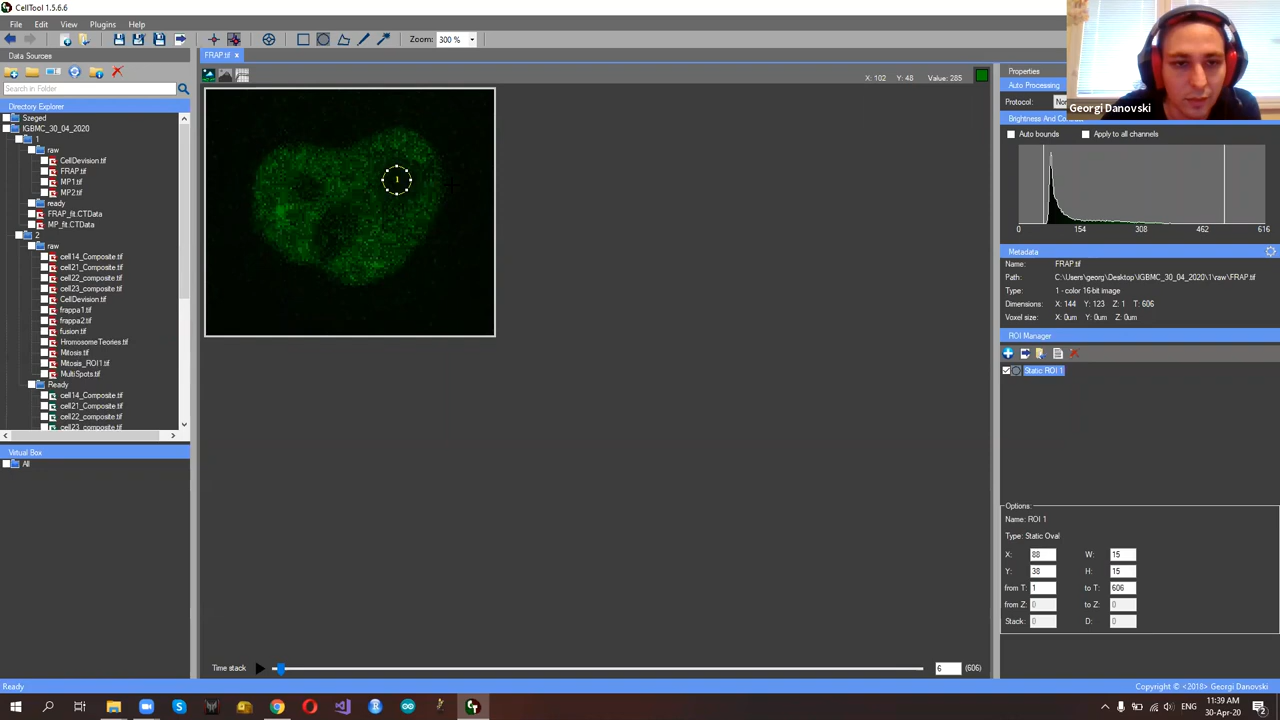 CellTool 1.5.6.6
File Edit View Plugins Help
Zoom: 300 %
Data Sources
FRAP.tif x
X: 102 Y: 48 Value: 285
Search in Folder
Directory Explorer
Szeged
IGBMC_30_04_2020
1
raw
CellDevision.tif
FRAP.tif
MP1.tif
MP2.tif
ready
FRAP_fit.CTData
MP_fit.CTData
2
raw
cell14_Composite.tif
cell21_Composite.tif
cell22_composite.tif
cell23_composite.tif
CellDevision.tif
frappa1.tif
frappa2.tif
fusion.tif
HromosomeTeories.tif
Mitosis.tif
Mitosis_ROI1.tif
MultiSpots.tif
Ready
cell14_Composite.tif
cell21_Composite.tif
cell22_composite.tif
cell23_composite.tif
Virtual Box
All
1
Time stack
6 (606)
Georgi Danovski
Properties
Auto Processing
Protocol:
Auto bounds Apply to all channels
0 154 308 462 616
Metadata
Name: FRAP.tif
Path: C:\Users\georg\Desktop\IGBMC_30_04_2020\1\raw\FRAP.tif
Type: 1 - color 16-bit image
Dimensions: X: 144 Y: 123 Z: 1 T: 606
Voxel size: X: 0um Y: 0um Z: 0um
ROI Manager
Static ROI 1
Options:
Name: ROI 1
Type: Static Oval
X: 88 W: 15
Y: 38 H: 15
from T: 1 to T: 606
from Z: 0 to Z: 0
Stack: 0 D: 0
Ready
Copyright © <2018> Georgi Danovski
ENG
11:39 AM
30-Apr-20
2